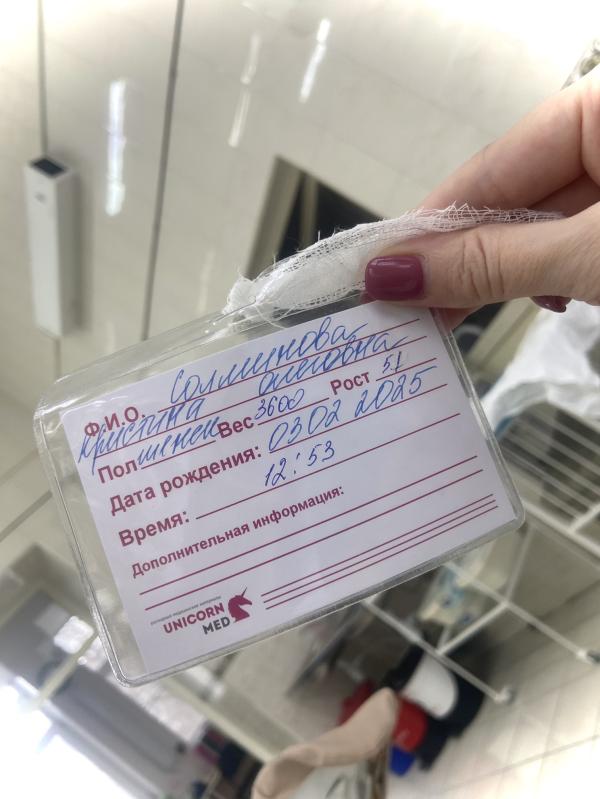 Ф.И.О. Солминова
Кристина Олеговна
Пол женск Вес 3600 Рост 51
Дата рождения: 03 02 2025
Время: 12:53
Дополнительная информация:
UNICORN
MED